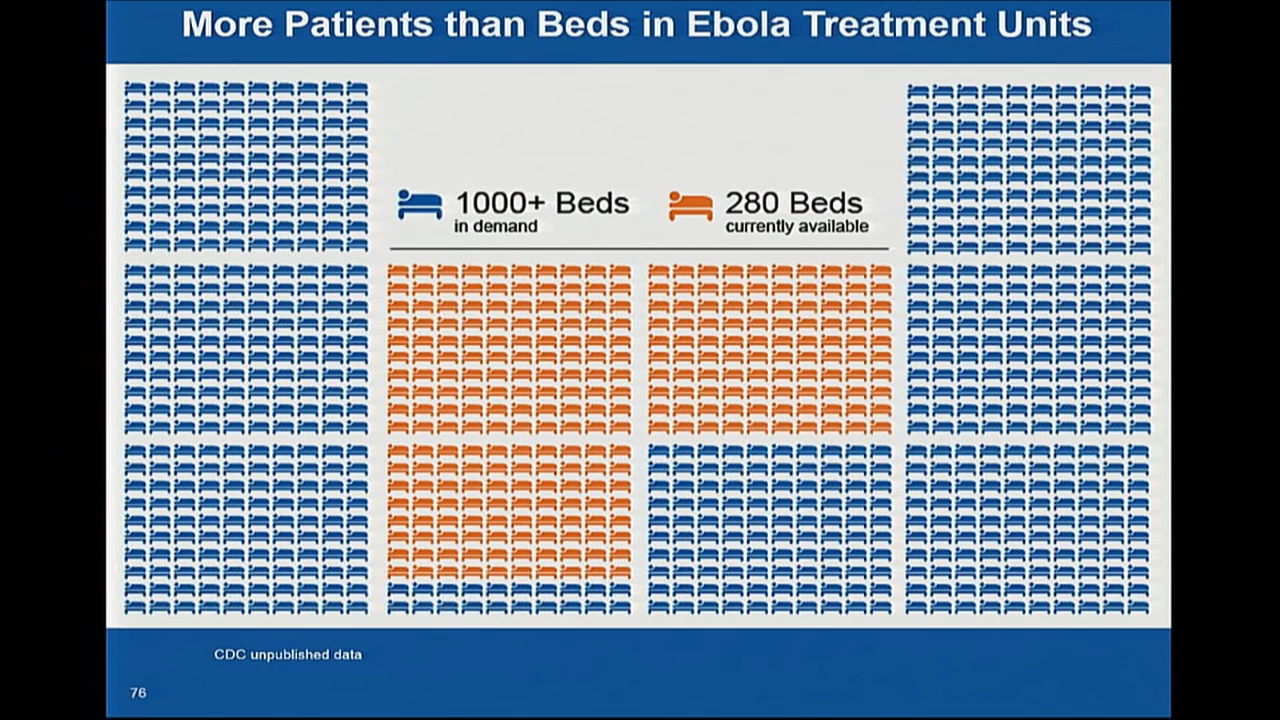 More Patients than Beds in Ebola Treatment Units
1000+ Beds
in demand
280 Beds
currently available
CDC unpublished data
76